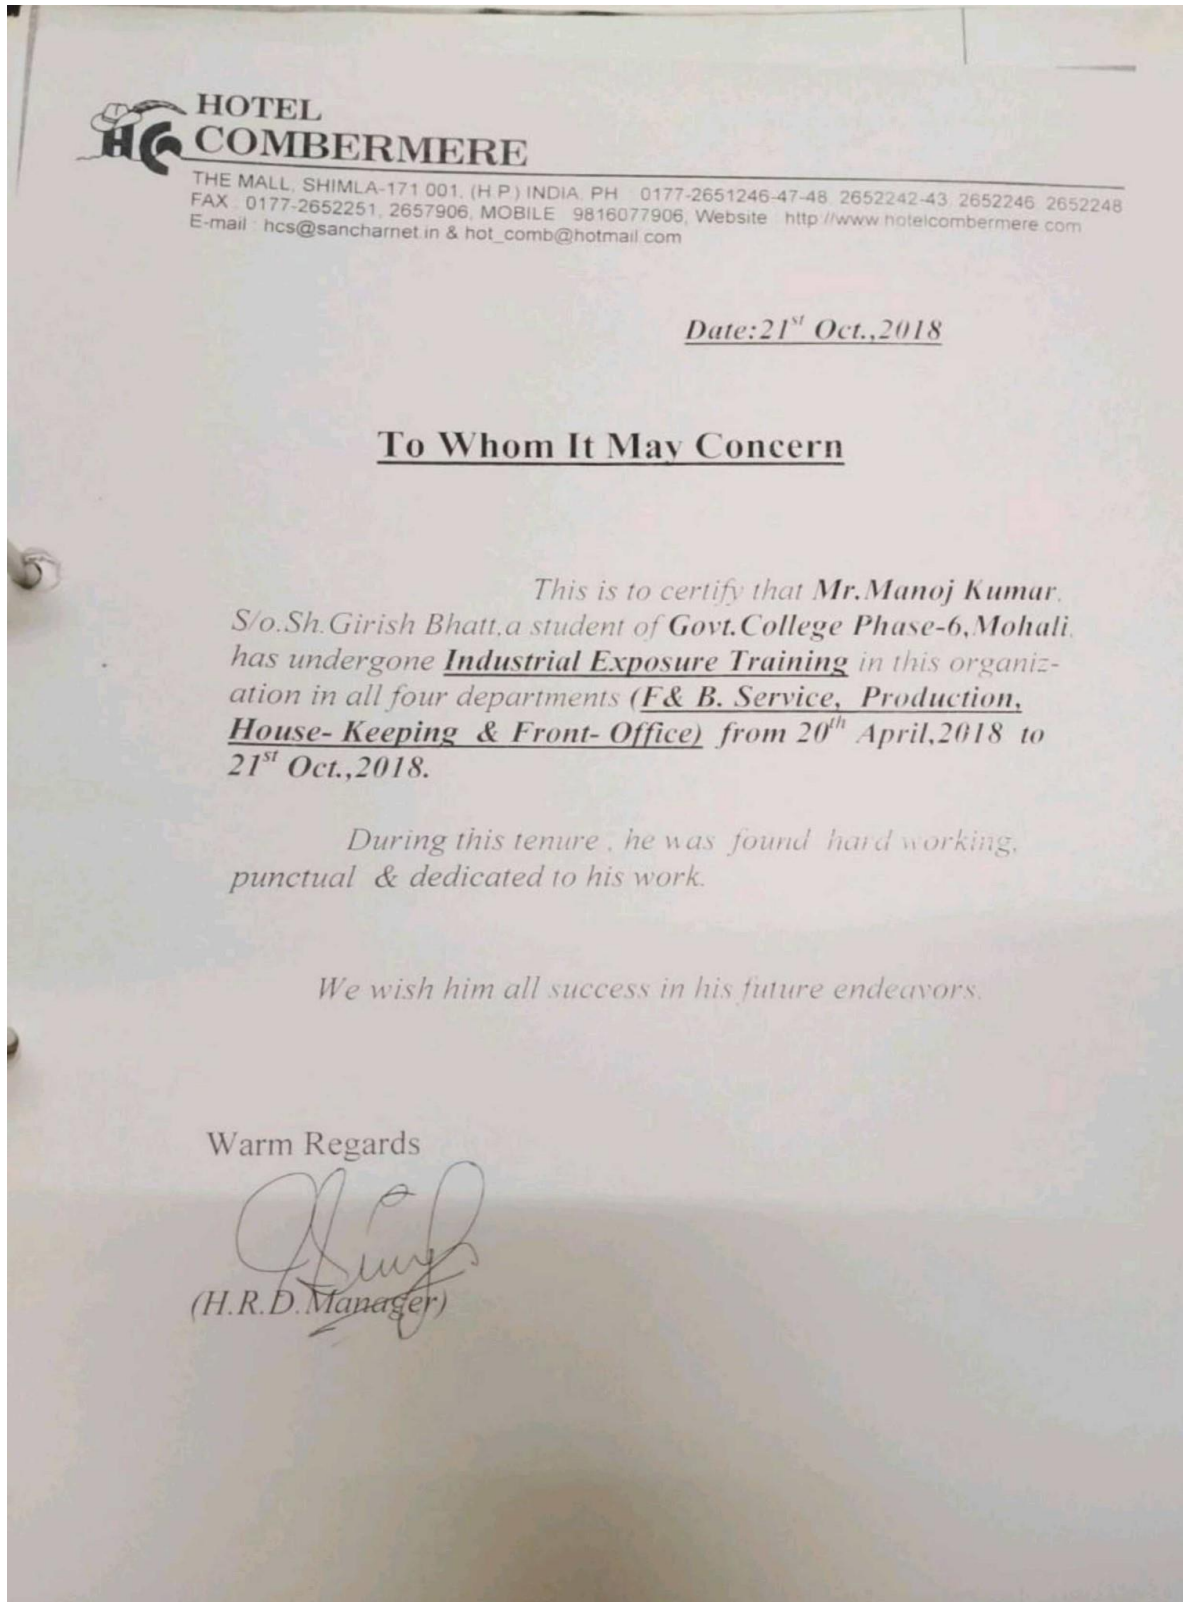 HOTEL
COMBERMERE
THE MALL, SHIMLA-171 001, (H.P.) INDIA, PH : 0177-2651246-47-48, 2652242-43, 2652246, 2652248
FAX : 0177-2652251, 2657906, MOBILE : 9816077906, Website : http://www.hotelcombermere.com
E-mail : hcs@sancharnet.in & hot_comb@hotmail.com
Date:21st Oct.,2018
To Whom It May Concern
This is to certify that Mr.Manoj Kumar,
S/o.Sh.Girish Bhatt,a student of Govt.College Phase-6,Mohali,
has undergone Industrial Exposure Training in this organiz-
ation in all four departments (F& B. Service, Production,
House- Keeping & Front- Office) from 20th April,2018 to
21st Oct.,2018.
During this tenure , he was found hard working,
punctual & dedicated to his work.
We wish him all success in his future endeavors.
Warm Regards
(H.R.D.Manager)